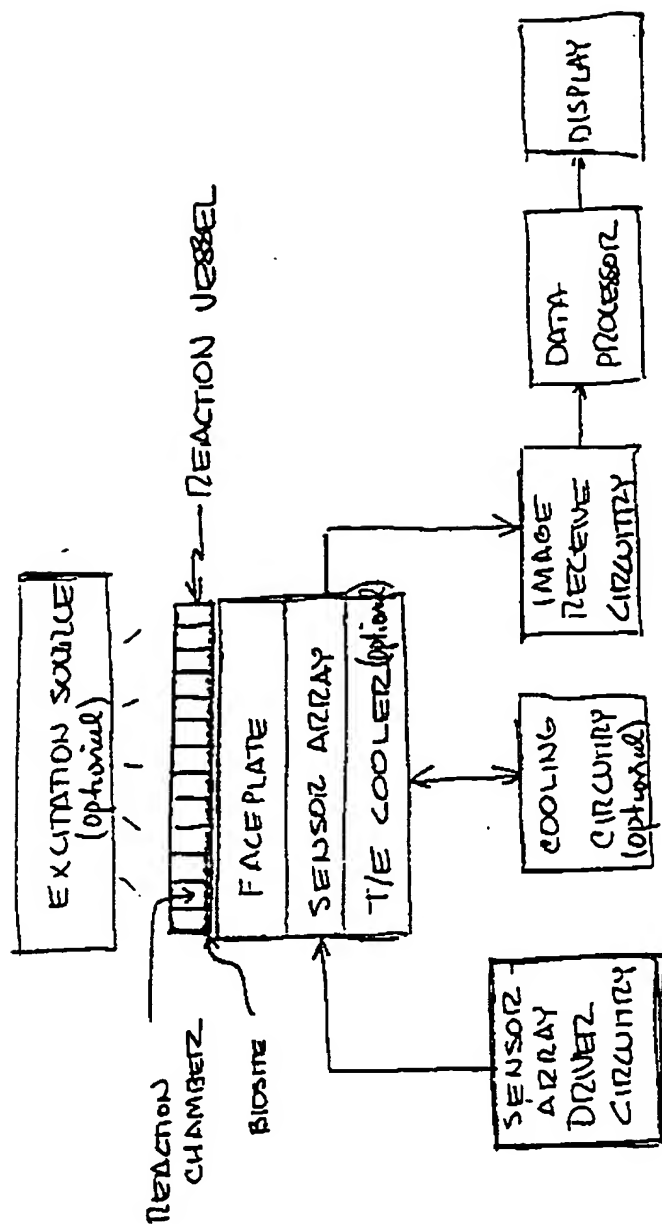 EXCITATION SOURCE
(optional)
REACTION
CHAMBER
REACTION VESSEL
BIOSITE
FACEPLATE
SENSOR ARRAY
T/E COOLER (optional)
SENSOR-
ARRAY
DRIVER
CIRCUITRY
COOLING
CIRCUITRY
(optional)
IMAGE
RECEIVE
CIRCUITRY
DATA
PROCESSOR
DISPLAY